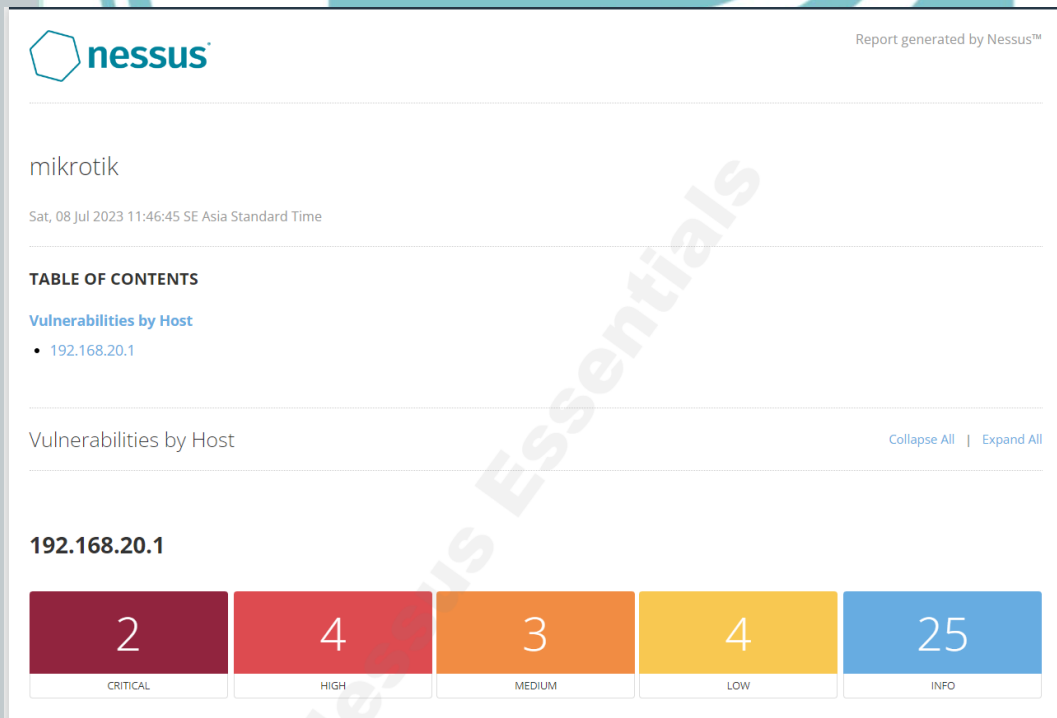 nessus
Report generated by Nessus™
mikrotik
Sat, 08 Jul 2023 11:46:45 SE Asia Standard Time
TABLE OF CONTENTS
Vulnerabilities by Host
• 192.168.20.1
Vulnerabilities by Host
Collapse All | Expand All
192.168.20.1
2 4 3 4 25
CRITICAL HIGH MEDIUM LOW INFO
Nessus Essentials